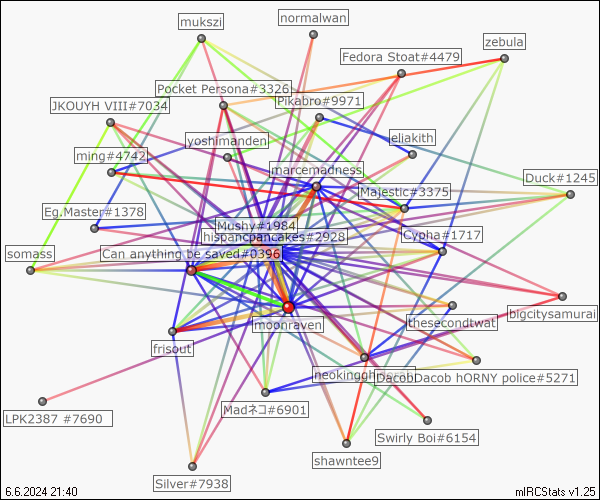 mukszi
normalwan
zebula
Fedora Stoat#4479
Pocket Persona#3326
Pikabro#9971
JKOUYH VIII#7034
yoshimanden
eljakith
ming#4742
marcemadness
Duck#1245
Majestic#3375
Eg.Master#1378
Mushy#1984
hispanicpancakes#2928
Cypha#1717
somass
Can anything be saved#0396
bigcitysamurai
moonraven
thesecondtwat
frisout
DacobDacob hORNY police#5271
Madネコ#6901
LPK2387 #7690
Swirly Boi#6154
shawntee9
Silver#7938
6.6.2024 21:40
mIRCStats v1.25